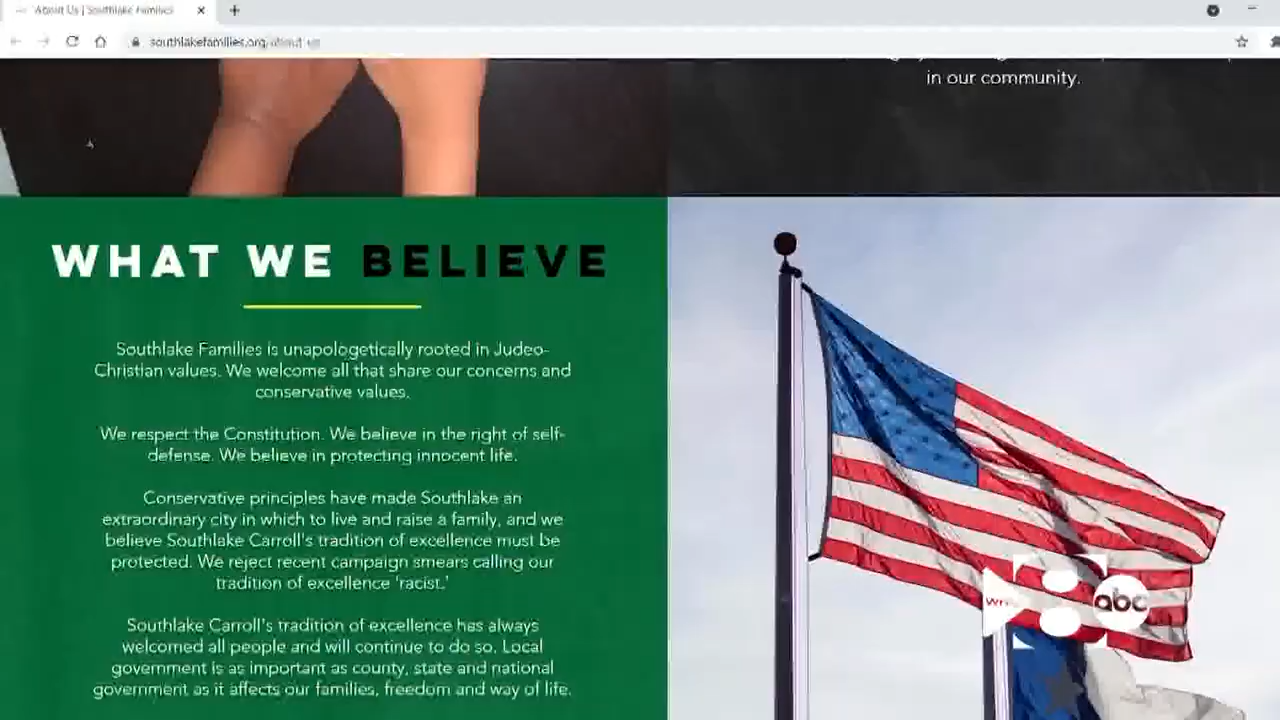 About Us | Southlake Families
southlakefamilies.org/about-us
in our community.
WHAT WE BELIEVE
Southlake Families is unapologetically rooted in Judeo-
Christian values. We welcome all that share our concerns and
conservative values.
We respect the Constitution. We believe in the right of self-
defense. We believe in protecting innocent life.
Conservative principles have made Southlake an
extraordinary city in which to live and raise a family, and we
believe Southlake Carroll's tradition of excellence must be
protected. We reject recent campaign smears calling our
tradition of excellence 'racist.'
Southlake Carroll's tradition of excellence has always
welcomed all people and will continue to do so. Local
government is as important as county, state and national
government as it affects our families, freedom and way of life.
8 abc